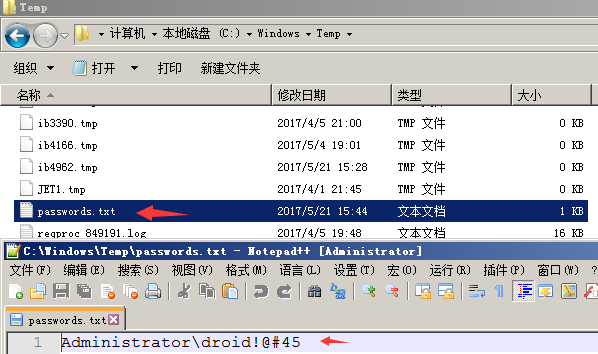 Temp
计算机 本地磁盘 (C:) Windows Temp
组织 打开 打印 新建文件夹
名称 修改日期 类型 大小
ib3390.tmp 2017/4/5 21:00 TMP 文件 0 KB
ib4166.tmp 2017/5/4 19:01 TMP 文件 0 KB
ib4962.tmp 2017/5/21 15:28 TMP 文件 0 KB
JET1.tmp 2017/4/1 21:45 TMP 文件 0 KB
passwords.txt 2017/5/21 15:44 文本文档 1 KB
regproc 849191.log 2017/4/5 19:48 文本文档 16 KB
C:\Windows\Temp\passwords.txt - Notepad++ [Administrator]
文件(F) 编辑(E) 搜索(S) 视图(V) 格式(M) 语言(L) 设置(T) 宏(O) 运行(R) 插件(P) 窗口(W) ?
passwords.txt
1 Administrator\droid!@#45